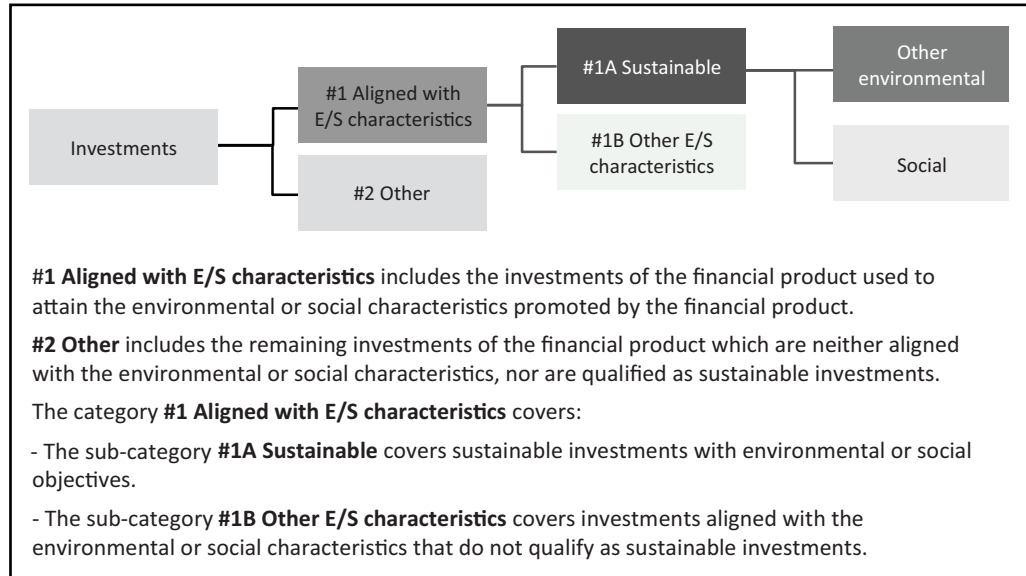 Investments
#1 Aligned with
E/S characteristics
#2 Other
#1A Sustainable
#1B Other E/S
characteristics
Other
environmental
Social
#1 Aligned with E/S characteristics includes the investments of the financial product used to
attain the environmental or social characteristics promoted by the financial product.
#2 Other includes the remaining investments of the financial product which are neither aligned
with the environmental or social characteristics, nor are qualified as sustainable investments.
The category #1 Aligned with E/S characteristics covers:
- The sub-category #1A Sustainable covers sustainable investments with environmental or social
objectives.
- The sub-category #1B Other E/S characteristics covers investments aligned with the
environmental or social characteristics that do not qualify as sustainable investments.